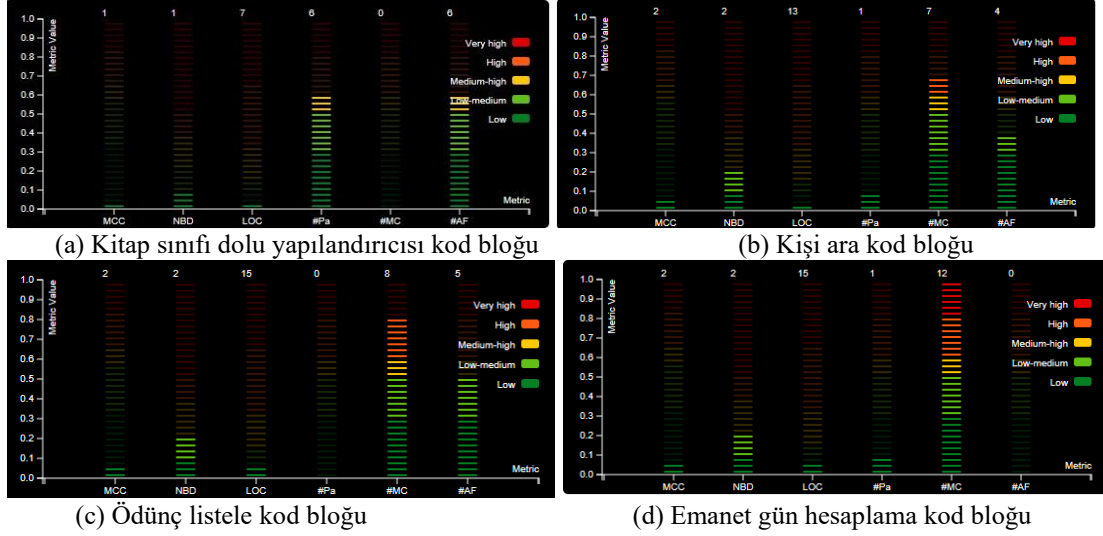 1 1 7 6 0 6
1.0
0.9
0.8
0.7
0.6
0.5
0.4
0.3
0.2
0.1
0.0
Metric Value
Very high
High
Medium-high
Low-medium
Low
Metric
MCC NBD LOC #Pa #MC #AF
(a) Kitap sınıfı dolu yapılandırıcısı kod bloğu
2 2 13 1 7 4
1.0
0.9
0.8
0.7
0.6
0.5
0.4
0.3
0.2
0.1
0.0
Metric Value
Very high
High
Medium-high
Low-medium
Low
Metric
MCC NBD LOC #Pa #MC #AF
(b) Kişi ara kod bloğu
2 2 15 0 8 5
1.0
0.9
0.8
0.7
0.6
0.5
0.4
0.3
0.2
0.1
0.0
Metric Value
Very high
High
Medium-high
Low-medium
Low
Metric
MCC NBD LOC #Pa #MC #AF
(c) Ödünç listele kod bloğu
2 2 15 1 12 0
1.0
0.9
0.8
0.7
0.6
0.5
0.4
0.3
0.2
0.1
0.0
Metric Value
Very high
High
Medium-high
Low-medium
Low
Metric
MCC NBD LOC #Pa #MC #AF
(d) Emanet gün hesaplama kod bloğu